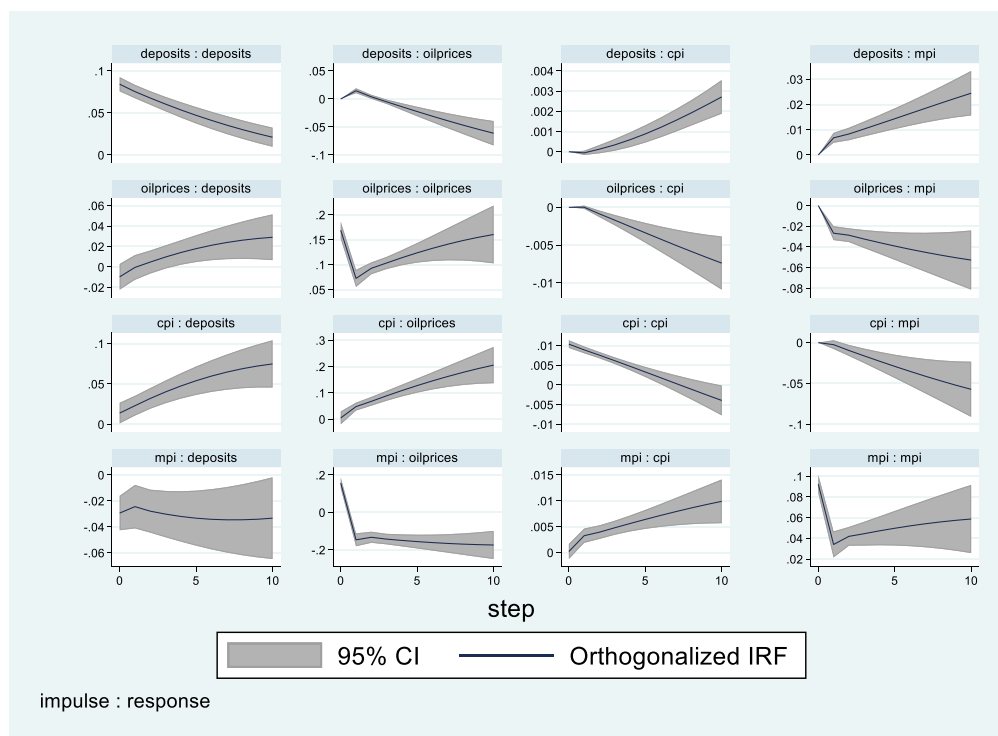 deposits : deposits
deposits : oilprices
deposits : cpi
deposits : mpi
.1
.05
0
.05
0
-.05
-.1
.004
.003
.002
.001
0
.03
.02
.01
0
oilprices : deposits
oilprices : oilprices
oilprices : cpi
oilprices : mpi
.06
.04
.02
0
-.02
.2
.15
.1
.05
0
-.005
-.01
0
-.02
-.04
-.06
-.08
cpi : deposits
cpi : oilprices
cpi : cpi
cpi : mpi
.1
.05
0
.3
.2
.1
0
.01
.005
0
-.005
-.01
0
-.05
-.1
mpi : deposits
mpi : oilprices
mpi : cpi
mpi : mpi
0
-.02
-.04
-.06
.2
0
-.2
.015
.01
.005
0
.1
.08
.06
.04
.02
0 5 10
0 5 10
0 5 10
0 5 10
step
95% CI
Orthogonalized IRF
impulse : response